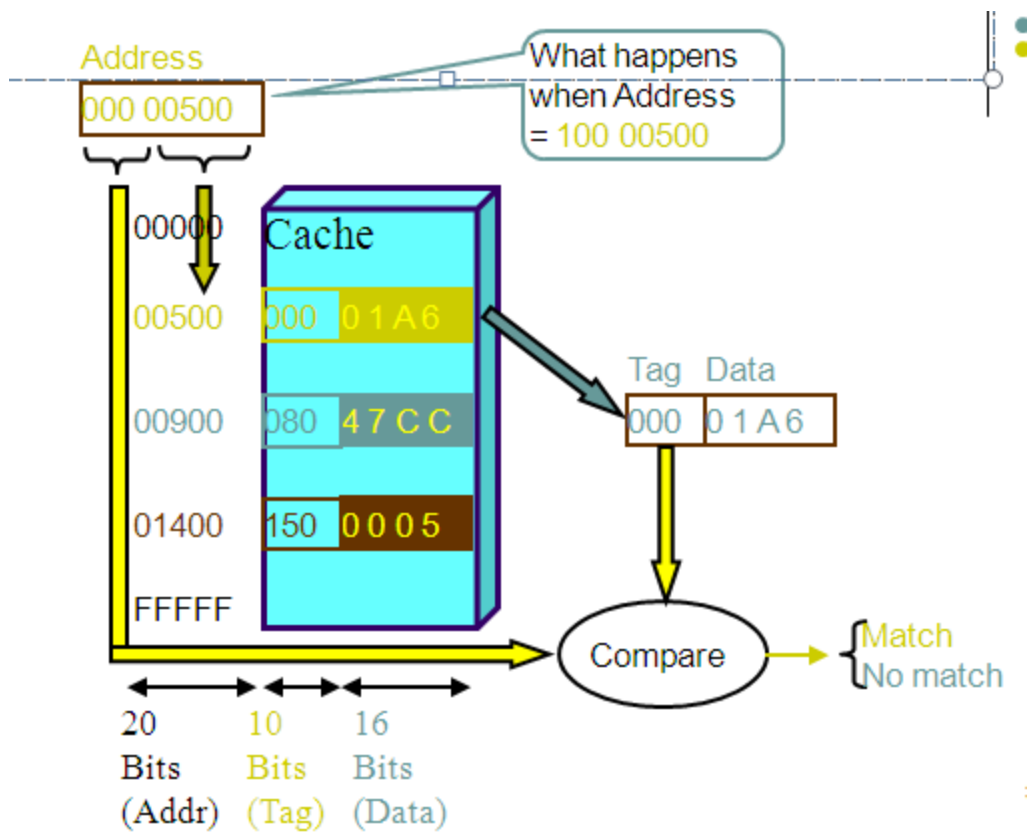 Address
000 00500
What happens
when Address
= 100 00500
00000
Cache
00500 000 0 1 A 6
Tag Data
000 0 1 A 6
00900 080 4 7 C C
01400 150 0 0 0 5
FFFFF
Compare
Match
No match
20 10 16
Bits Bits Bits
(Addr) (Tag) (Data)